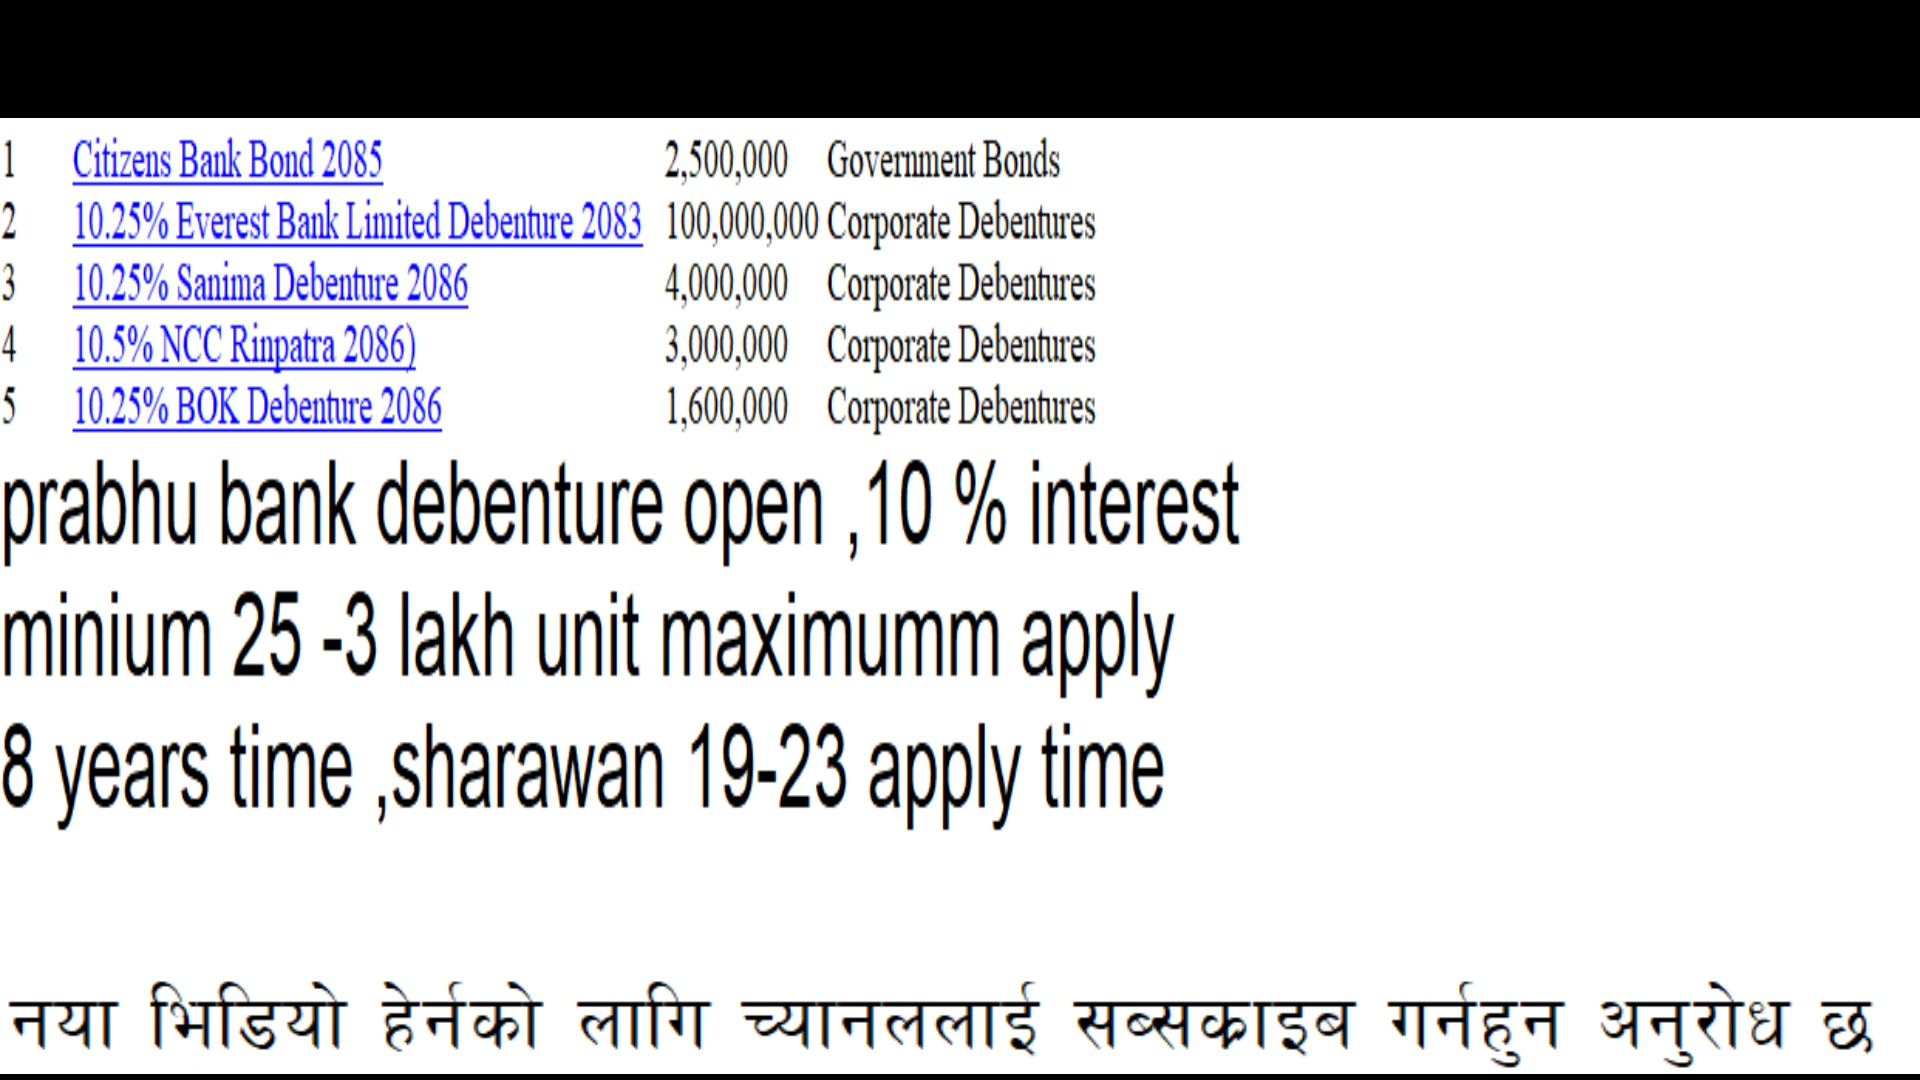 1 Citizens Bank Bond 2085 2,500,000 Government Bonds
2 10.25% Everest Bank Limited Debenture 2083 100,000,000 Corporate Debentures
3 10.25% Sanima Debenture 2086 4,000,000 Corporate Debentures
4 10.5% NCC Rinpatra 2086) 3,000,000 Corporate Debentures
5 10.25% BOK Debenture 2086 1,600,000 Corporate Debentures
prabhu bank debenture open ,10 % interest
minium 25 -3 lakh unit maximumm apply
8 years time ,sharawan 19-23 apply time
नया भिडियो हेर्नको लागि च्यानललाई सब्सक्राइब गर्नहुन अनुरोध छ